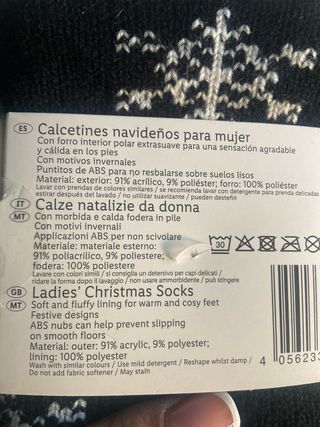 ES Calcetines navideños para mujer
Con forro interior polar extrasuave para una sensación agradable
y cálida en los pies
Con motivos invernales
Puntitos de ABS para no resbalarse sobre suelos lisos
Material: exterior: 91% acrílico, 9% poliéster; forro: 100% poliéster
Lavar con prendas de colores similares / se recomienda lavar con detergente para prenda delicadas
estirar después del lavado / no utilizar suavizante / pueden desteñir
IT MT Calze natalizie da donna
Con morbida e calda fodera in pile
Con motivi invernali
Applicazioni ABS per non scivolare
Materiale: materiale esterno:
91% poliacrilico, 9% poliestere;
fodera: 100% poliestere
Lavare con colori simili / si consiglia un detersivo per capi delicati /
ridare la forma dopo il lavaggio / non usare ammorbidente / può stingere
30
GB MT Ladies' Christmas Socks
Soft and fluffy lining for warm and cosy feet
Festive designs
ABS nubs can help prevent slipping
on smooth floors
Material: outer: 91% acrylic, 9% polyester;
lining: 100% polyester
Wash with similar colours / Use mild detergent / Reshape whilst damp /
Do not add fabric softener / May stain
4 056233